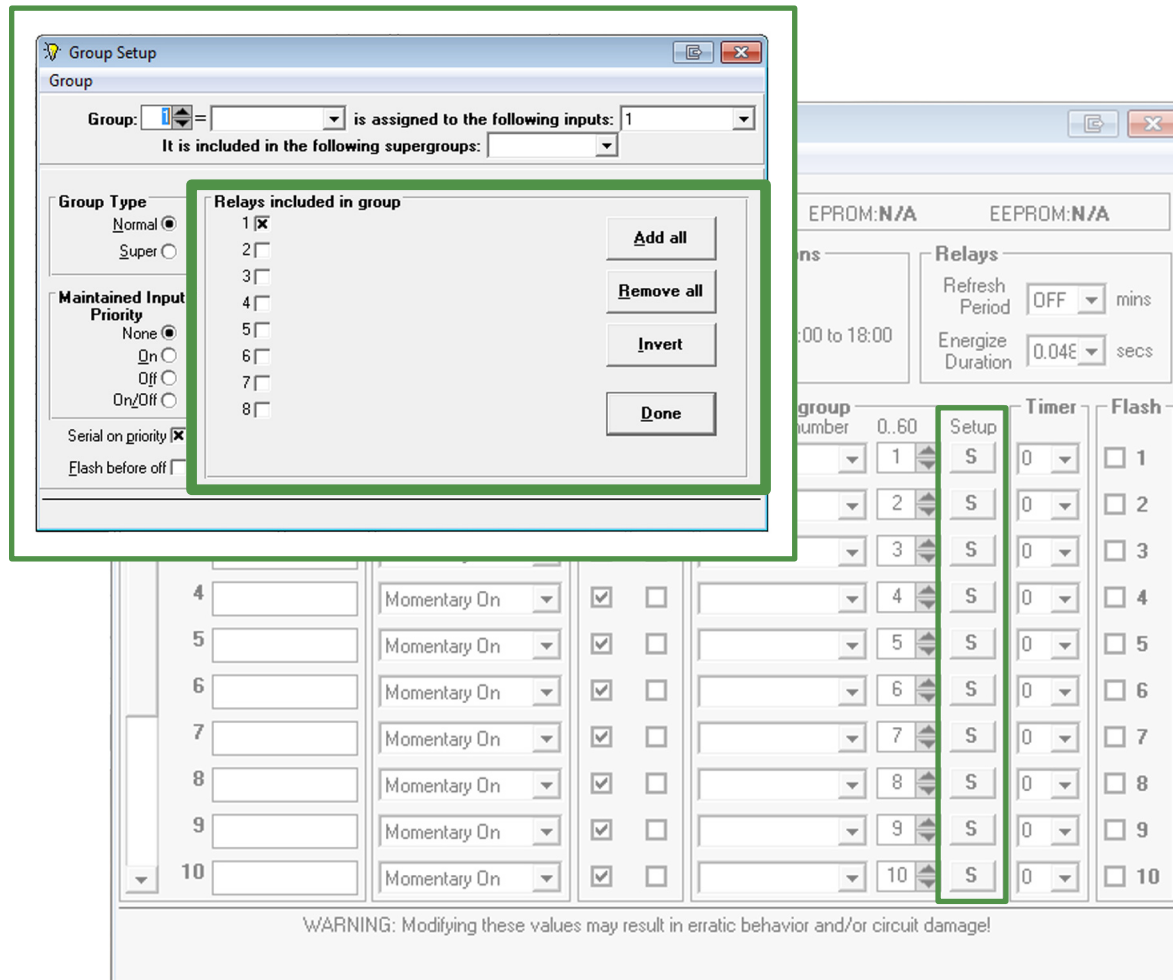 Group Setup
Group
Group: 1 = is assigned to the following inputs: 1
It is included in the following supergroups:
Group Type
Normal
Super
Maintained Input
Priority
None
On
Off
On/Off
Serial on priority
Flash before off
Relays included in group
1
2
3
4
5
6
7
8
Add all
Remove all
Invert
Done
EPROM:N/A EEPROM:N/A
Relays
Refresh
Period OFF mins
:00 to 18:00
Energize
Duration secs
group Timer Flash
0..60 Setup
1 S 0 1
2 S 0 2
3 S 0 3
4 Momentary On 4 S 0 4
5 Momentary On 5 S 0 5
6 Momentary On 6 S 0 6
7 Momentary On 7 S 0 7
8 Momentary On 8 S 0 8
9 Momentary On 9 S 0 9
10 Momentary On 10 S 0 10
WARNING: Modifying these values may result in erratic behavior and/or circuit damage!